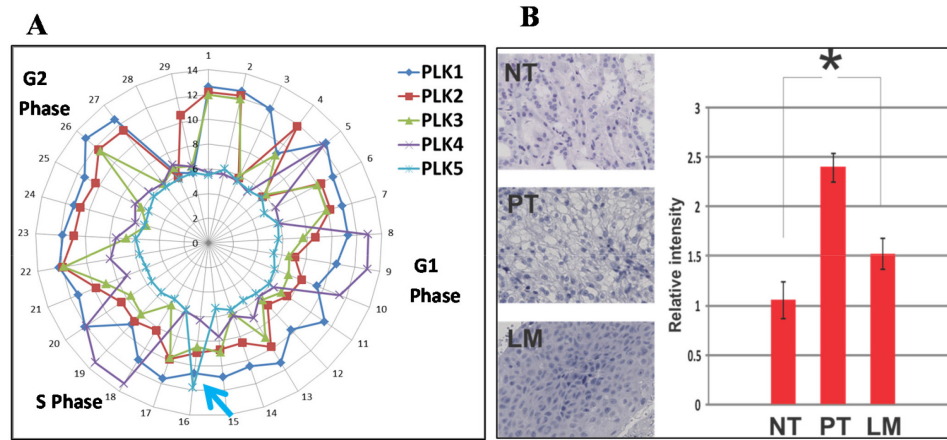 A
G2
Phase
G1
Phase
S Phase
1
2
3
4
5
6
7
8
9
10
11
12
13
14
15
16
17
18
19
20
21
22
23
24
25
26
27
28
29
14
12
10
8
6
4
2
0
PLK1
PLK2
PLK3
PLK4
PLK5
B
NT
PT
LM
*
Relative intensity
3
2.5
2
1.5
1
0.5
0
NT PT LM